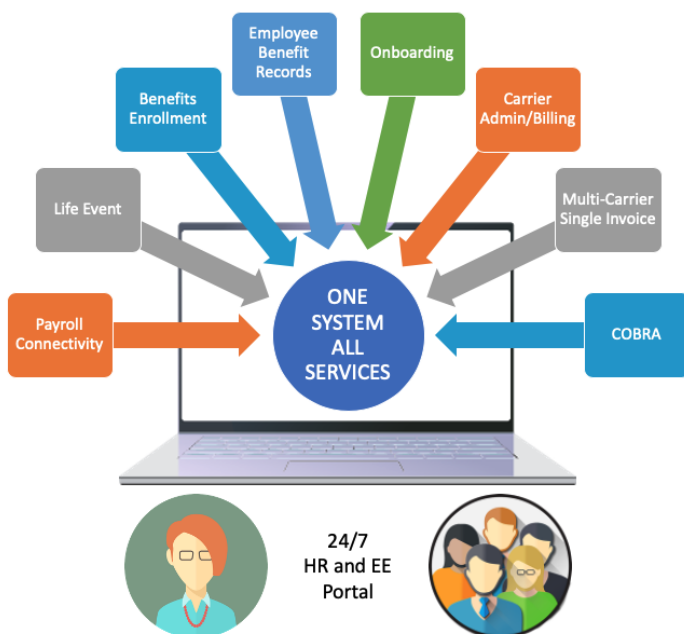 Employee
Benefit
Records
Onboarding
Benefits
Enrollment
Carrier
Admin/Billing
Life Event
Multi-Carrier
Single Invoice
Payroll
Connectivity
ONE
SYSTEM
ALL
SERVICES
COBRA
24/7
HR and EE
Portal